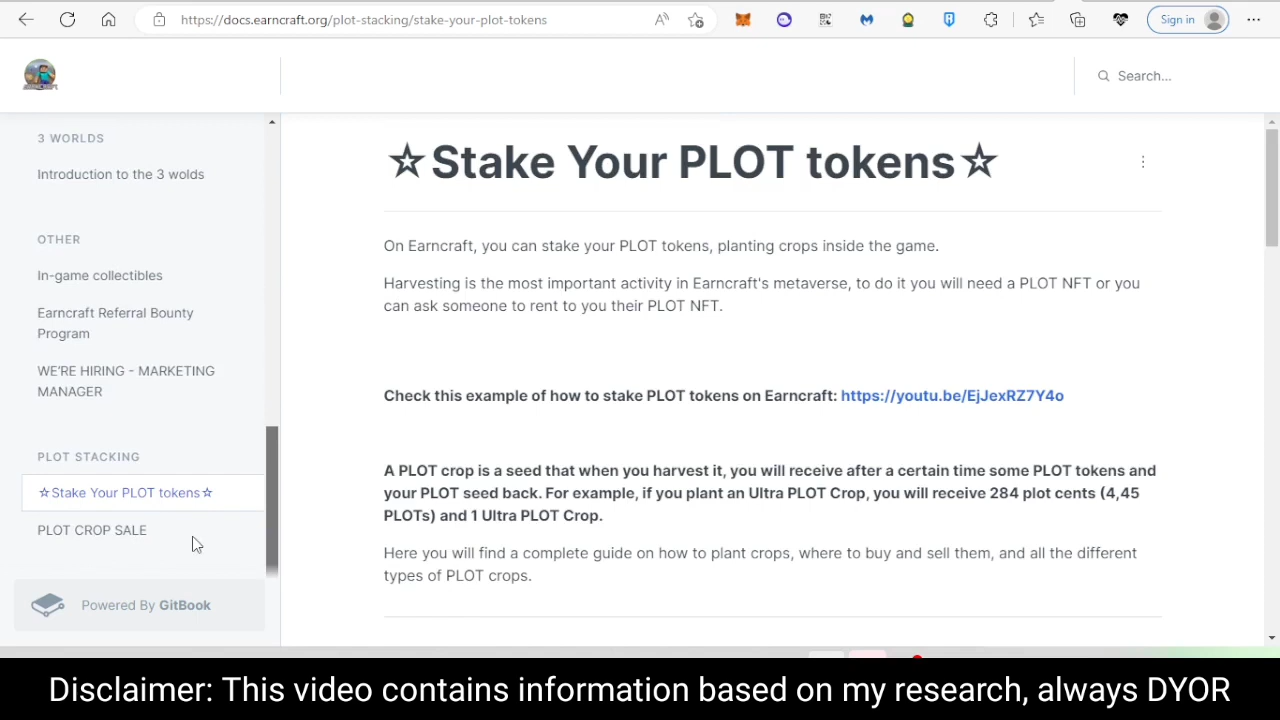 https://docs.earncraft.org/plot-stacking/stake-your-plot-tokens
Sign in
Search...
3 WORLDS
Introduction to the 3 wolds
OTHER
In-game collectibles
Earncraft Referral Bounty
Program
WE'RE HIRING - MARKETING
MANAGER
PLOT STACKING
☆Stake Your PLOT tokens☆
PLOT CROP SALE
Powered By GitBook
☆Stake Your PLOT tokens☆
On Earncraft, you can stake your PLOT tokens, planting crops inside the game.
Harvesting is the most important activity in Earncraft's metaverse, to do it you will need a PLOT NFT or you
can ask someone to rent to you their PLOT NFT.
Check this example of how to stake PLOT tokens on Earncraft: https://youtu.be/EjJexRZ7Y4o
A PLOT crop is a seed that when you harvest it, you will receive after a certain time some PLOT tokens and
your PLOT seed back. For example, if you plant an Ultra PLOT Crop, you will receive 284 plot cents (4,45
PLOTs) and 1 Ultra PLOT Crop.
Here you will find a complete guide on how to plant crops, where to buy and sell them, and all the different
types of PLOT crops.
Disclaimer: This video contains information based on my research, always DYOR